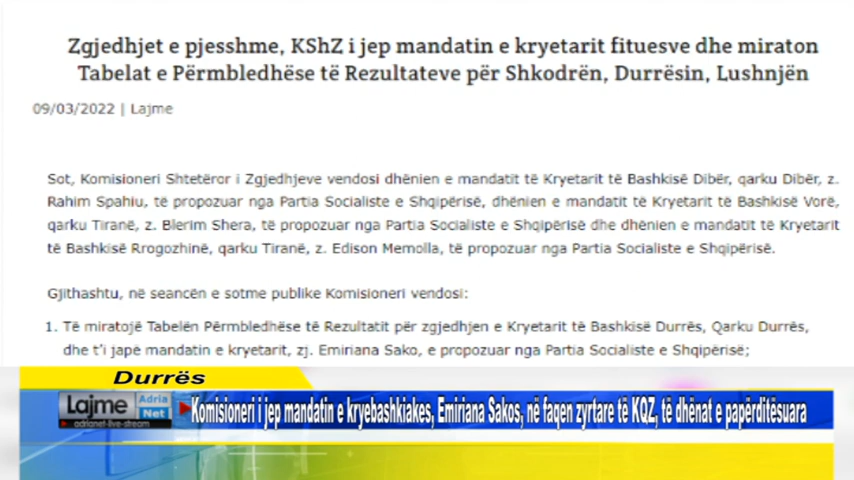 Zgjedhjet e pjesshme, KShZ i jep mandatin e kryetarit fituesve dhe miraton
Tabelat e Përmbledhëse të Rezultateve për Shkodrën, Durrësin, Lushnjën
09/03/2022 | Lajme
Sot, Komisioneri Shtetëror i Zgjedhjeve vendosi dhënien e mandatit të Kryetarit të Bashkisë Dibër, qarku Dibër, z.
Rahim Spahiu, të propozuar nga Partia Socialiste e Shqipërisë, dhënien e mandatit të Kryetarit të Bashkisë Vorë,
qarku Tiranë, z. Blerim Shera, të propozuar nga Partia Socialiste e Shqipërisë dhe dhënien e mandatit të Kryetarit
të Bashkisë Rrogozhinë, qarku Tiranë, z. Edison Memolla, të propozuar nga Partia Socialiste e Shqipërisë.
Gjithashtu, në seancën e sotme publike Komisioneri vendosi:
1. Të miratojë Tabelën Përmbledhëse të Rezultatit për zgjedhjen e Kryetarit të Bashkisë Durrës, Qarku Durrës,
dhe t'i japë mandatin e kryetarit, zj. Emiriana Sako, e propozuar nga Partia Socialiste e Shqipërisë;
Durrës
Lajme Adria Net
adrianet-live-stream
Komisioneri i jep mandatin e kryebashkiakes, Emiriana Sakos, në faqen zyrtare të KQZ, të dhënat e papërditësuara